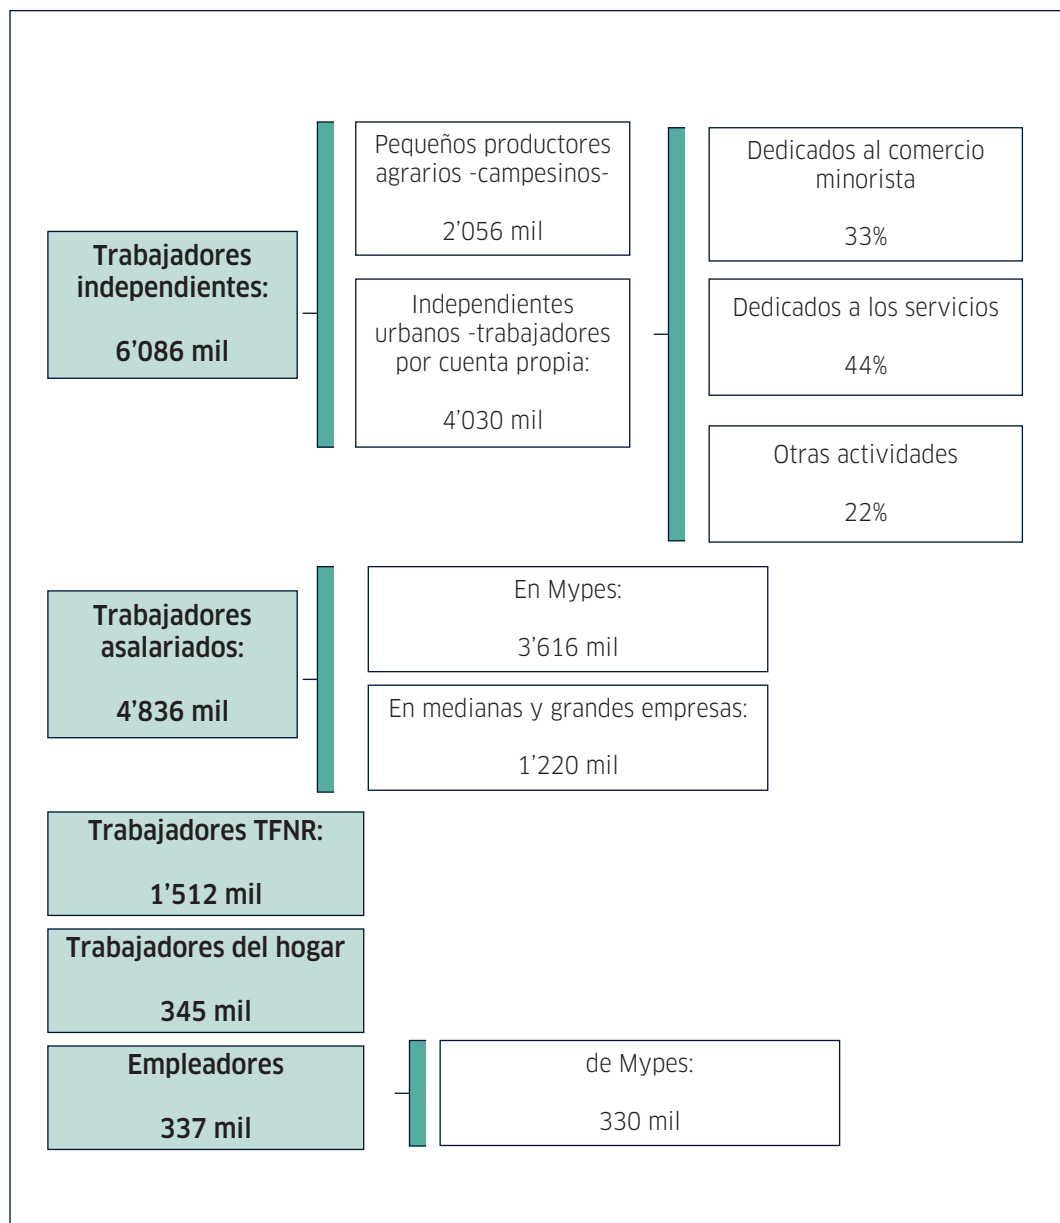 Trabajadores
independientes:
6’086 mil
Pequeños productores
agrarios -campesinos-
2’056 mil
Independientes
urbanos -trabajadores
por cuenta propia:
4’030 mil
Dedicados al comercio
minorista
33%
Dedicados a los servicios
44%
Otras actividades
22%
Trabajadores
asalariados:
4’836 mil
En Mypes:
3’616 mil
En medianas y grandes empresas:
1’220 mil
Trabajadores TFNR:
1’512 mil
Trabajadores del hogar
345 mil
Empleadores
337 mil
de Mypes:
330 mil